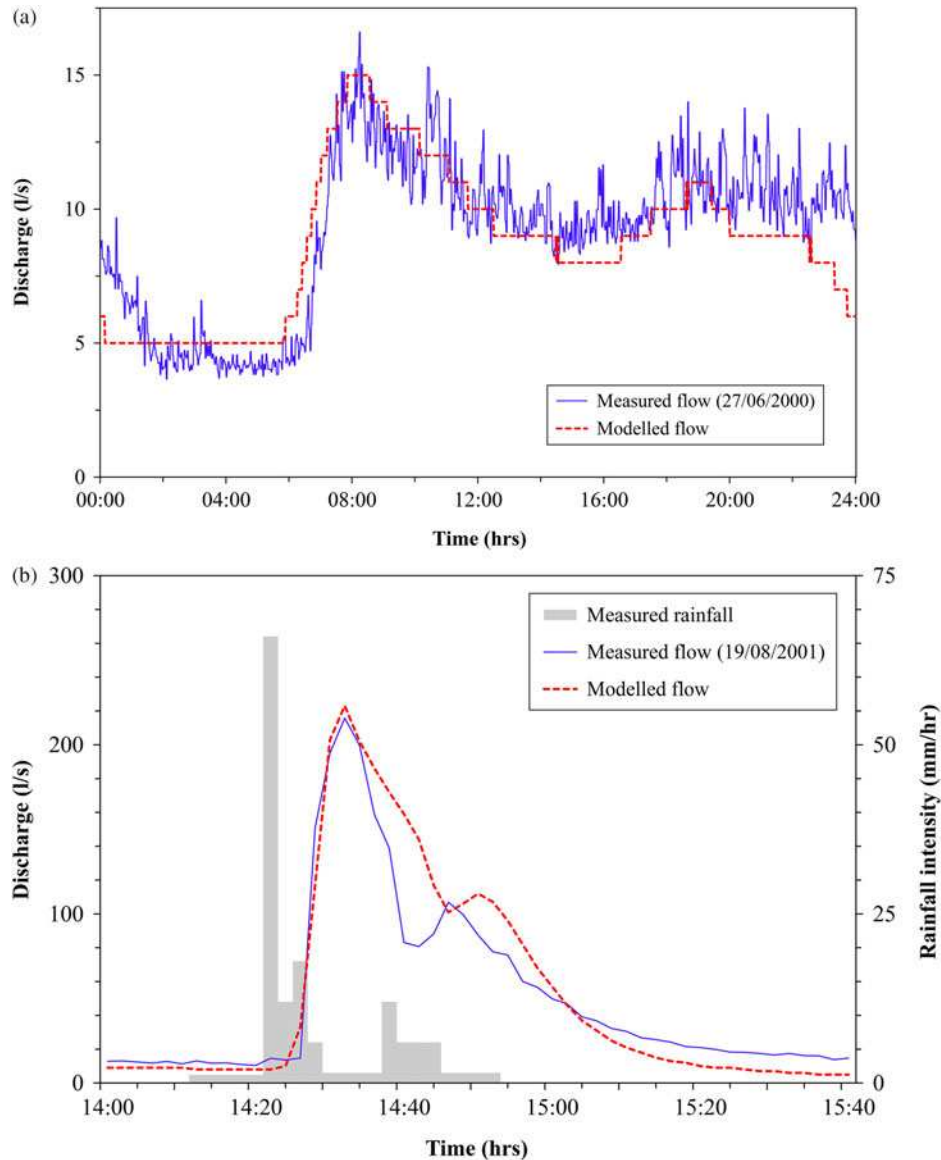 (a)
15
10
5
0
Discharge (l/s)
Measured flow (27/06/2000)
Modelled flow
00:00 04:00 08:00 12:00 16:00 20:00 24:00
Time (hrs)
(b)
300
200
100
0
Discharge (l/s)
Measured rainfall
Measured flow (19/08/2001)
Modelled flow
75
50
25
0
Rainfall intensity (mm/hr)
14:00 14:20 14:40 15:00 15:20 15:40
Time (hrs)